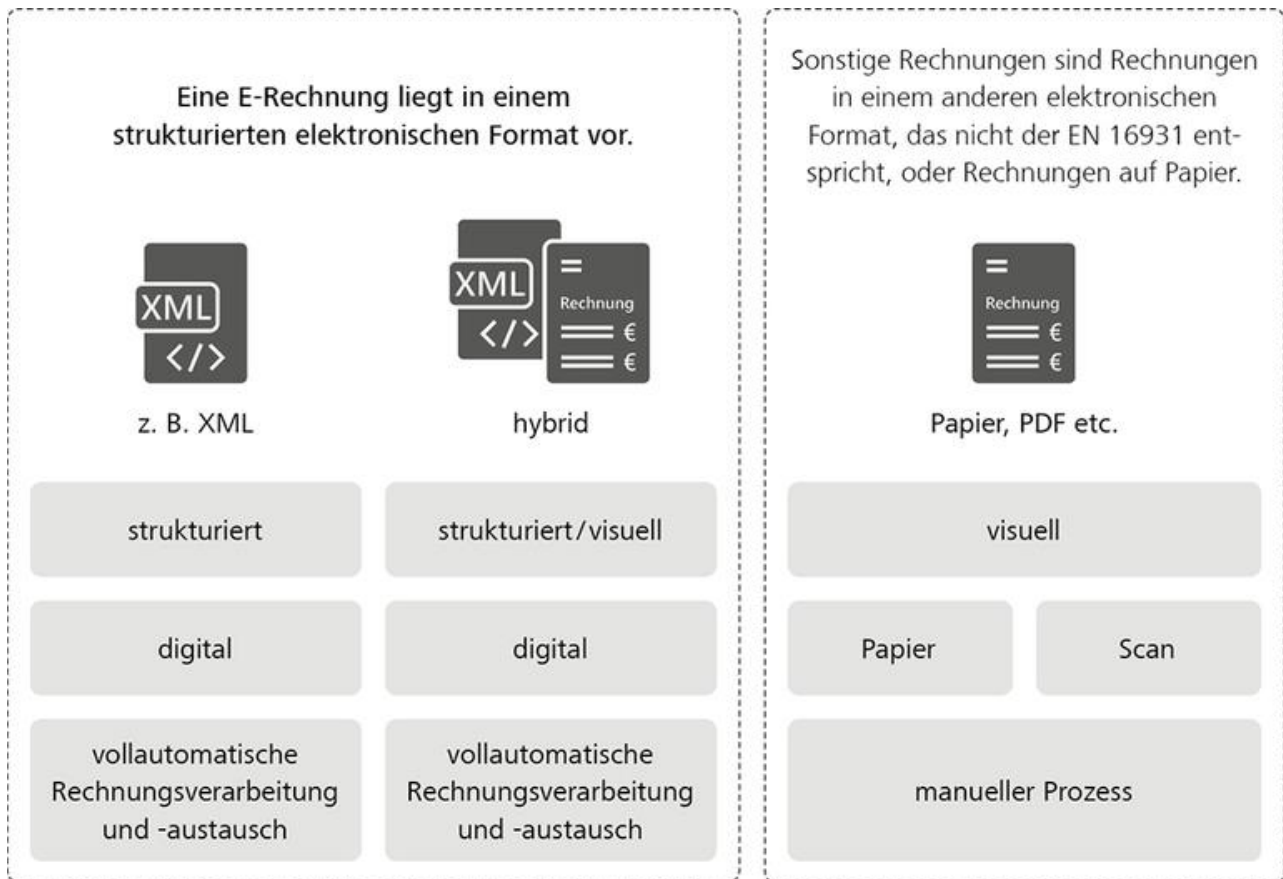 Eine E-Rechnung liegt in einem
strukturierten elektronischen Format vor.
XML
</>
z. B. XML
XML
</>
Rechnung
€
€
hybrid
strukturiert
strukturiert/visuell
digital
digital
vollautomatische
Rechnungsverarbeitung
und -austausch
vollautomatische
Rechnungsverarbeitung
und -austausch
Sonstige Rechnungen sind Rechnungen
in einem anderen elektronischen
Format, das nicht der EN 16931 ent-
spricht, oder Rechnungen auf Papier.
Rechnung
€
€
Papier, PDF etc.
visuell
Papier
Scan
manueller Prozess